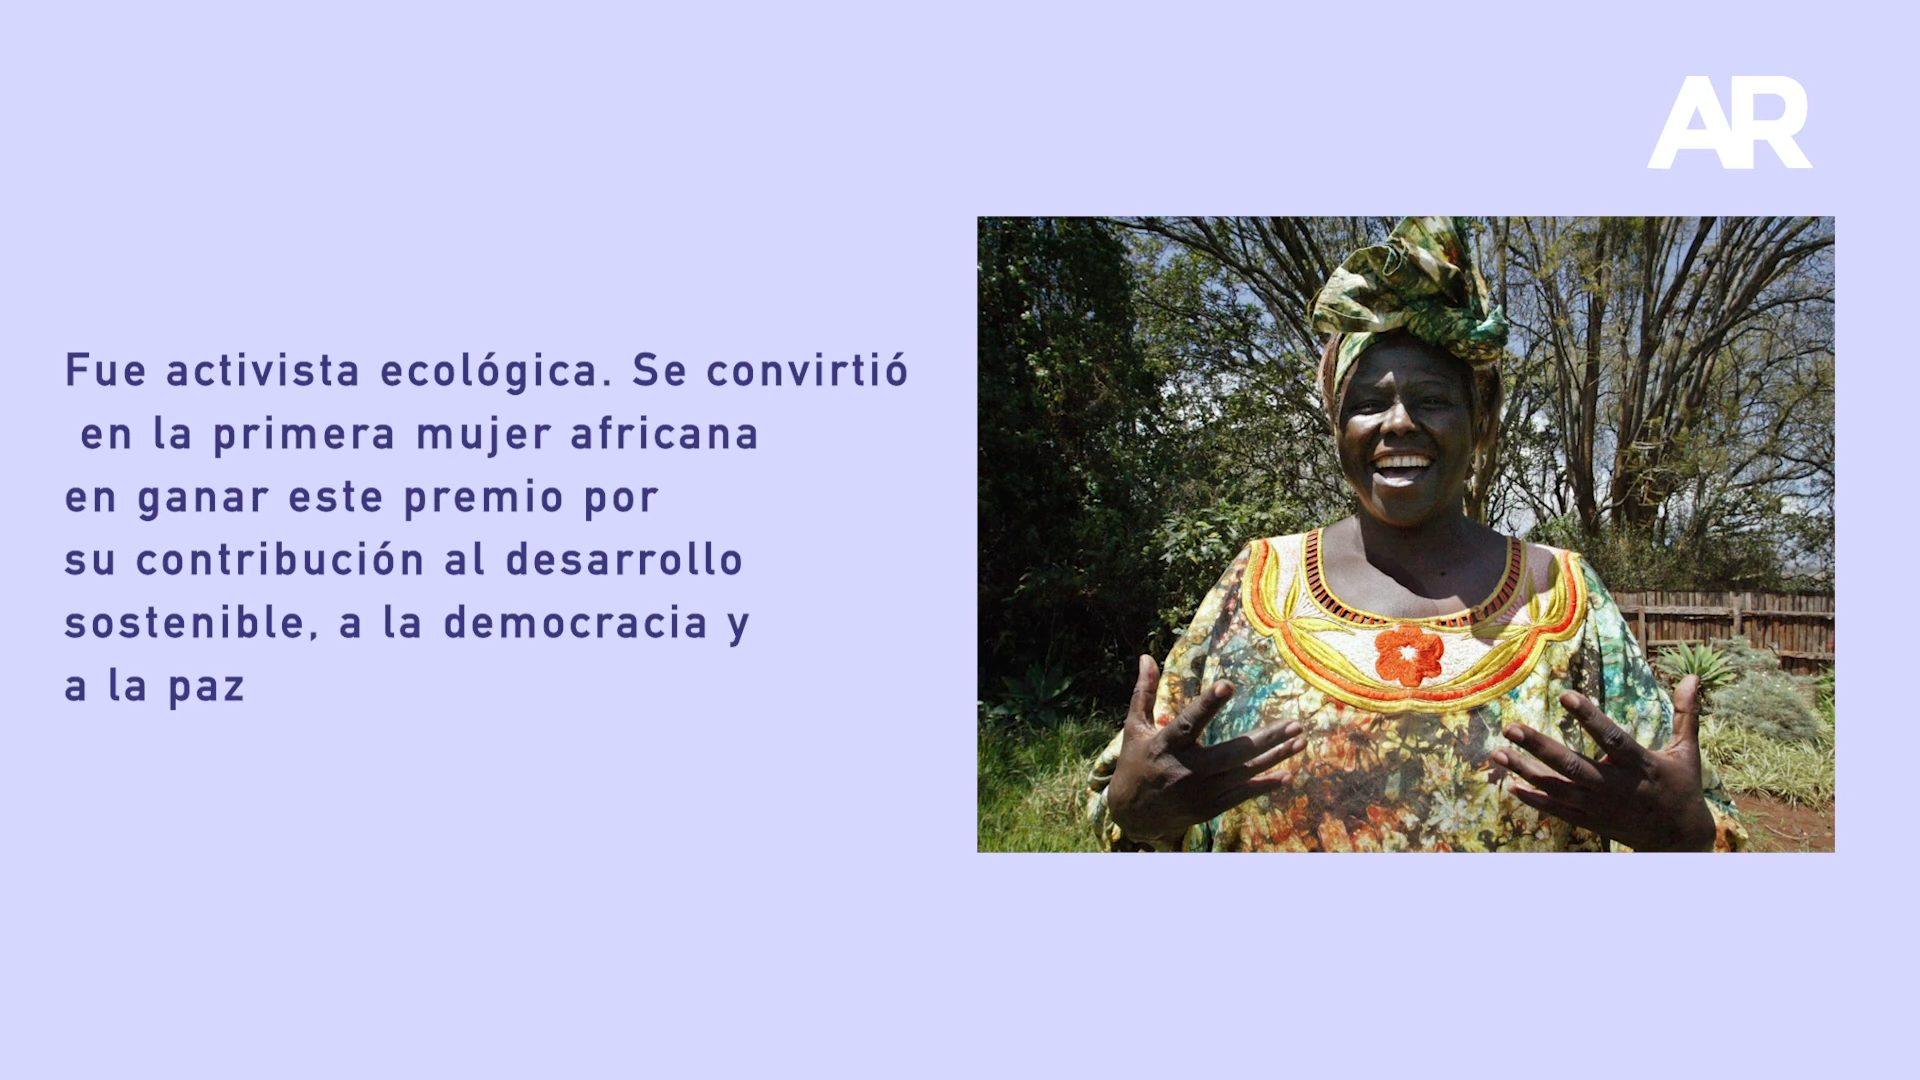 AR
Fue activista ecológica. Se convirtió
en la primera mujer africana
en ganar este premio por
su contribución al desarrollo
sostenible, a la democracia y
a la paz